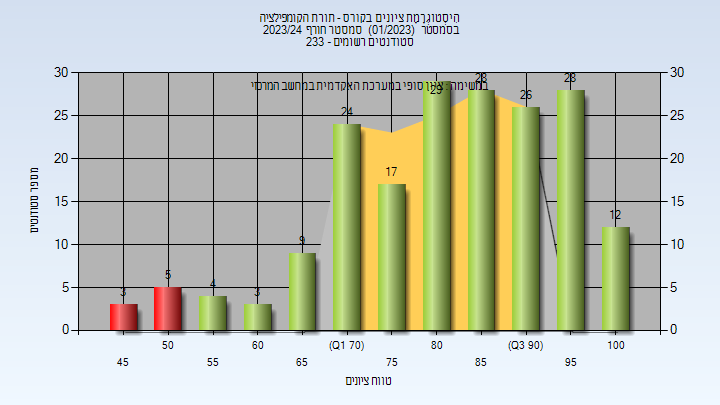 הִיסְטוֹגְרַמַּת ציונים בקורס - תורת הקומפילציה
בסמסטר (01/2023) סמסטר חורף 2023/24
סטודנטים רשומים - 233
במשימה: ציון סופי במערכת האקדמית במחשב המרכזי
מספר סטודנטים
30 25 20 15 10 5 0
30 25 20 15 10 5 0
3 5 4 3 9 24 17 29 28 26 28 12
50 60 (Q1 70) 80 (Q3 90) 100
45 55 65 75 85 95
טווח ציונים